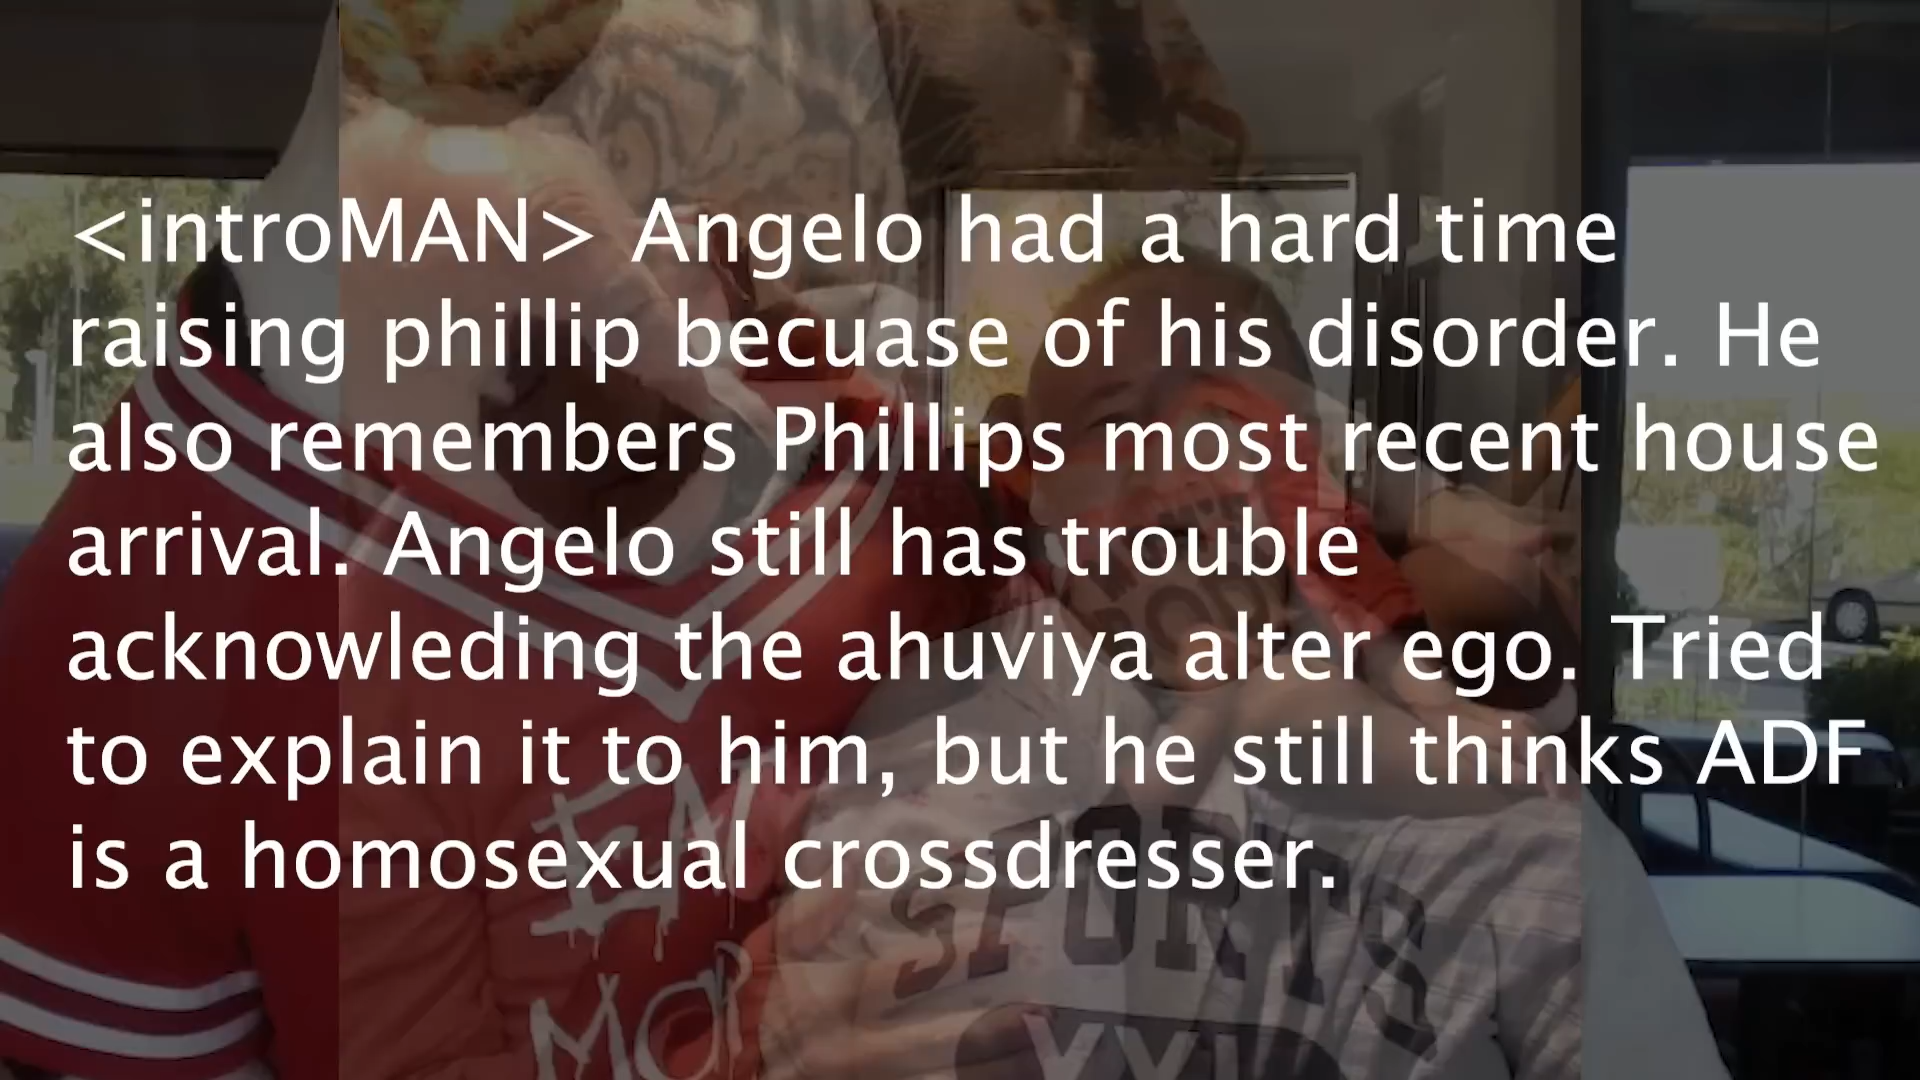 <introMAN> Angelo had a hard time
raising phillip becuase of his disorder. He
also remembers Phillips most recent house
arrival. Angelo still has trouble
acknowleding the ahuviya alter ego. Tried
to explain it to him, but he still thinks ADF
is a homosexual crossdresser.
SPORTS
XXL